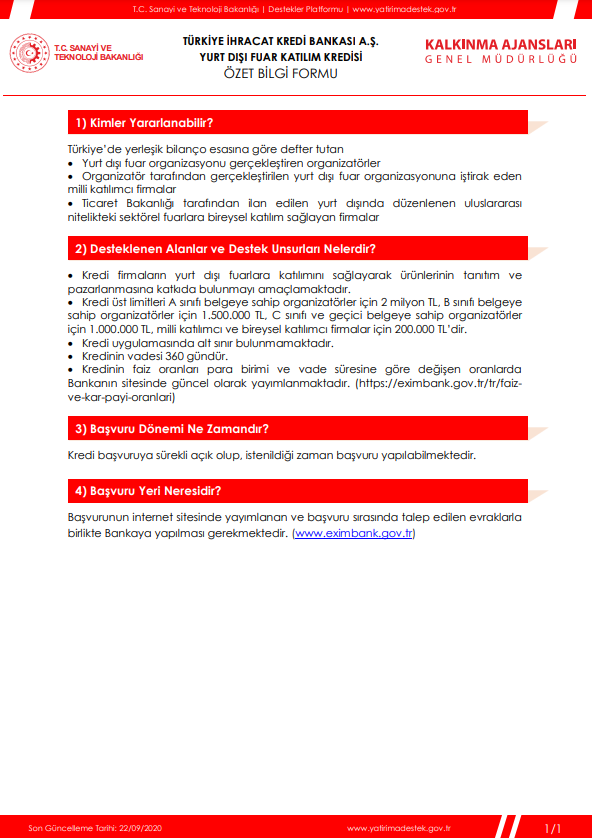 T.C. Sanayi ve Teknoloji Bakanlığı | Destekler Platformu | www.yatirimadestek.gov.tr
T.C. SANAYİ VE
TEKNOLOJİ BAKANLIĞI
TÜRKİYE İHRACAT KREDİ BANKASI A.Ş.
YURT DIŞI FUAR KATILIM KREDİSİ
ÖZET BİLGİ FORMU
KALKINMA AJANSLARI
GENEL MÜDÜRLÜĞÜ
1) Kimler Yararlanabilir?
Türkiye’de yerleşik bilanço esasına göre defter tutan
• Yurt dışı fuar organizasyonu gerçekleştiren organizatörler
• Organizatör tarafından gerçekleştirilen yurt dışı fuar organizasyonuna iştirak eden
milli katılımcı firmalar
• Ticaret Bakanlığı tarafından ilan edilen yurt dışında düzenlenen uluslararası
nitelikteki sektörel fuarlara bireysel katılım sağlayan firmalar
2) Desteklenen Alanlar ve Destek Unsurları Nelerdir?
• Kredi firmaların yurt dışı fuarlara katılımını sağlayarak ürünlerinin tanıtım ve
pazarlanmasına katkıda bulunmayı amaçlamaktadır.
• Kredi üst limitleri A sınıfı belgeye sahip organizatörler için 2 milyon TL, B sınıfı belgeye
sahip organizatörler için 1.500.000 TL, C sınıfı ve geçici belgeye sahip organizatörler
için 1.000.000 TL, milli katılımcı ve bireysel katılımcı firmalar için 200.000 TL’dir.
• Kredi uygulamasında alt sınır bulunmamaktadır.
• Kredinin vadesi 360 gündür.
• Kredinin faiz oranları para birimi ve vade süresine göre değişen oranlarda
Bankanın sitesinde güncel olarak yayımlanmaktadır. (https://eximbank.gov.tr/tr/faiz-
ve-kar-payi-oranlari)
3) Başvuru Dönemi Ne Zamandır?
Kredi başvuruya sürekli açık olup, istenildiği zaman başvuru yapılabilmektedir.
4) Başvuru Yeri Neresidir?
Başvurunun internet sitesinde yayımlanan ve başvuru sırasında talep edilen evraklarla
birlikte Bankaya yapılması gerekmektedir. (www.eximbank.gov.tr)
Son Güncelleme Tarihi: 22/09/2020
www.yatirimadestek.gov.tr
1/1